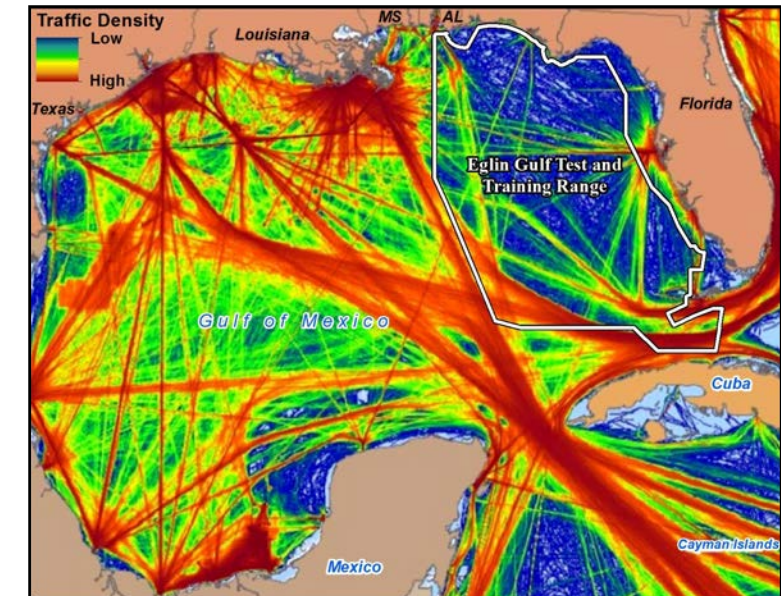 Traffic Density
Low
High
MS
AL
Louisiana
Texas
Florida
Eglin Gulf Test and
Training Range
Gulf of Mexico
Cuba
Cayman Islands
Mexico